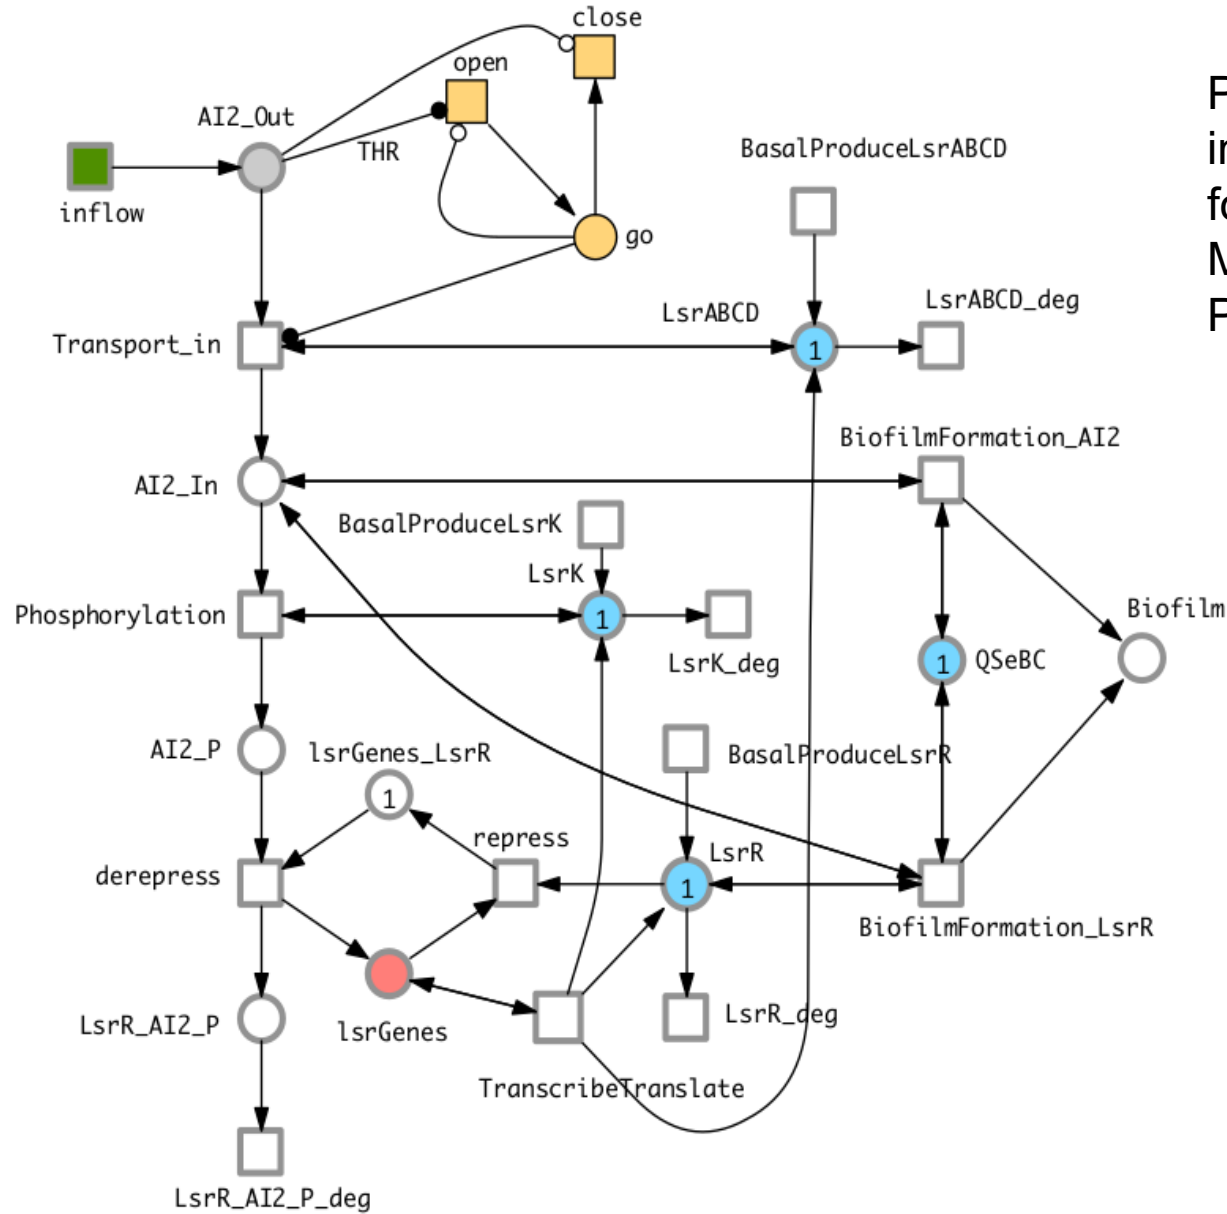 close
open
AI2_Out
THR
inflow
go
BasalProduceLsrABCD
LsrABCD
LsrABCD_deg
Transport_in
1
BiofilmFormation_AI2
AI2_In
BasalProduceLsrK
LsrK
Phosphorylation
1
LsrK_deg
Biofilm
1
QSeBC
AI2_P
lsrGenes_LsrR
BasalProduceLsrR
1
repress
LsrR
derepress
1
BiofilmFormation_LsrR
LsrR_AI2_P
lsrGenes
LsrR_deg
TranscribeTranslate
LsrR_AI2_P_deg